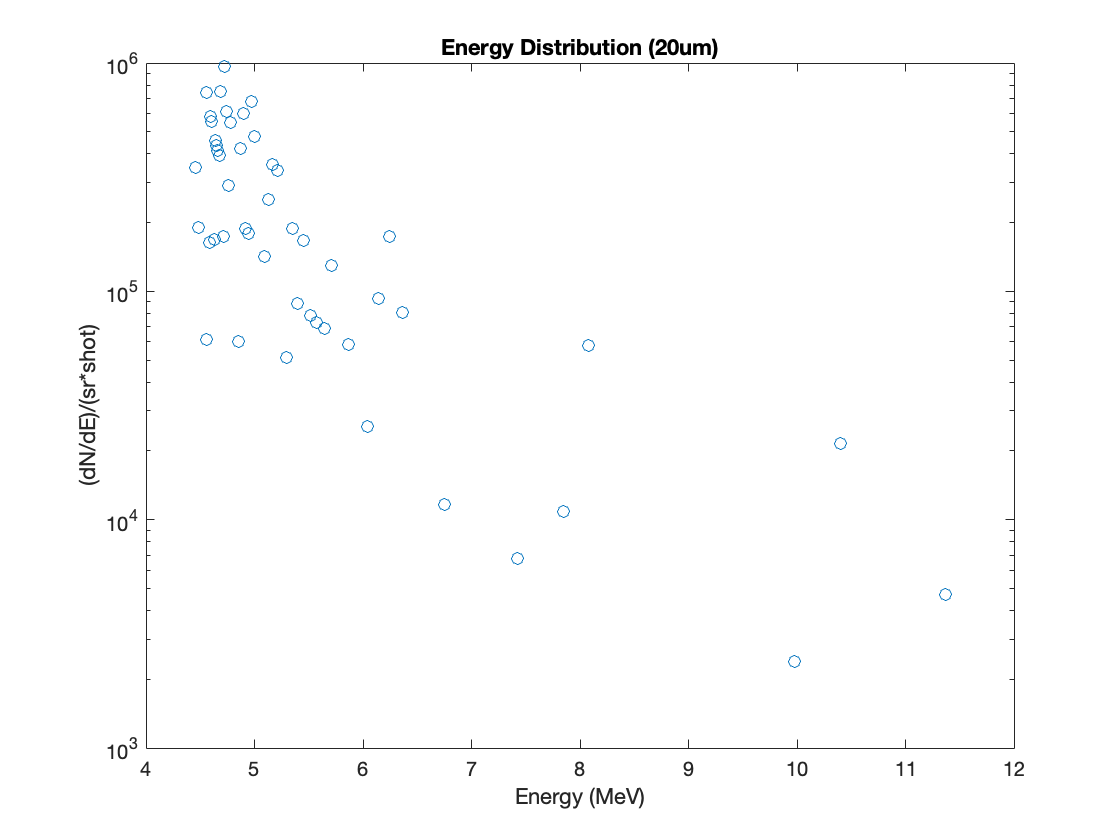 Energy Distribution (20um)
10^6
10^5
10^4
10^3
(dN/dE)/(sr*shot)
4 5 6 7 8 9 10 11 12
Energy (MeV)